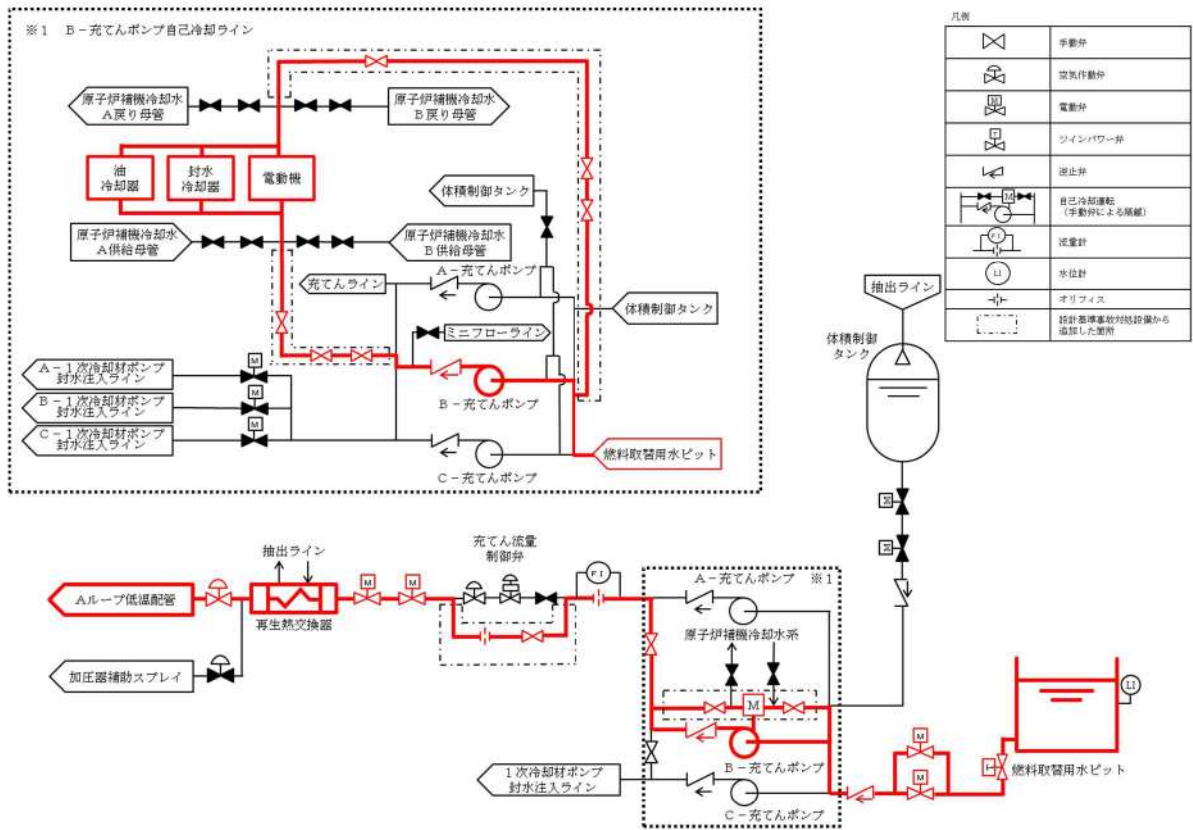 ※1 B-充てんポンプ自己冷却ライン
原子炉補機冷却水
A戻り母管
原子炉補機冷却水
B戻り母管
油
冷却器
封水
冷却器
電動機
原子炉補機冷却水
A供給母管
原子炉補機冷却水
B供給母管
体積制御タンク
A-充てんポンプ
充てんライン
体積制御タンク
ミニフローライン
M
A-1次冷却材ポンプ
封水注入ライン
M
B-1次冷却材ポンプ
封水注入ライン
M
C-1次冷却材ポンプ
封水注入ライン
B-充てんポンプ
燃料取替用水ピット
C-充てんポンプ
凡例
手動弁
空気作動弁
M
電動弁
T
ツインパワー弁
逆止弁
M
自己冷却運転
(手動弁による隔離)
FI
流量計
LI
水位計
オリフィス
設計基準事故対処設備から
追加した箇所
抽出ライン
体積制御
タンク
M
M
抽出ライン
充てん流量
制御弁
FI
A-充てんポンプ ※1
Aループ低温配管
M
M
再生熱交換器
原子炉補機冷却水系
加圧器補助スプレイ
M
LI
B-充てんポンプ
M
M
燃料取替用水ピット
1次冷却材ポンプ
封水注入ライン
C-充てんポンプ